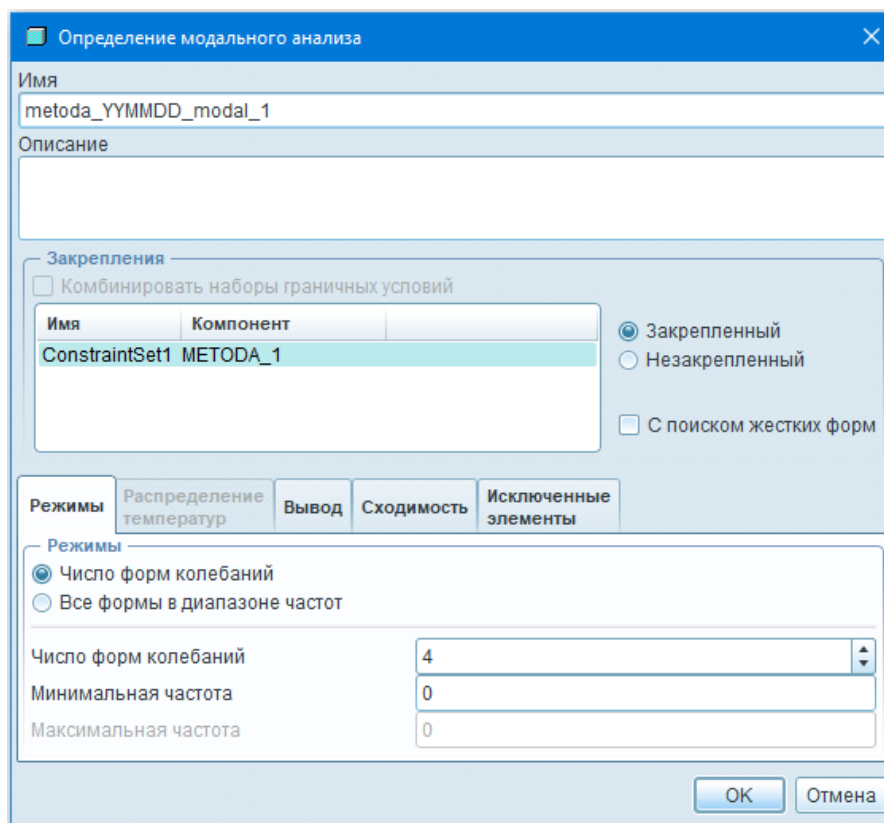 Определение модального анализа
Имя
metoda_YYMMDD_modal_1
Описание
Закрепления
Комбинировать наборы граничных условий
Имя Компонент
ConstraintSet1 METODA_1
Закрепленный
Незакрепленный
С поиском жестких форм
Режимы
Распределение
температур
Вывод
Сходимость
Исключенные
элементы
Режимы
Число форм колебаний
Все формы в диапазоне частот
Число форм колебаний 4
Минимальная частота 0
Максимальная частота 0
OK Отмена